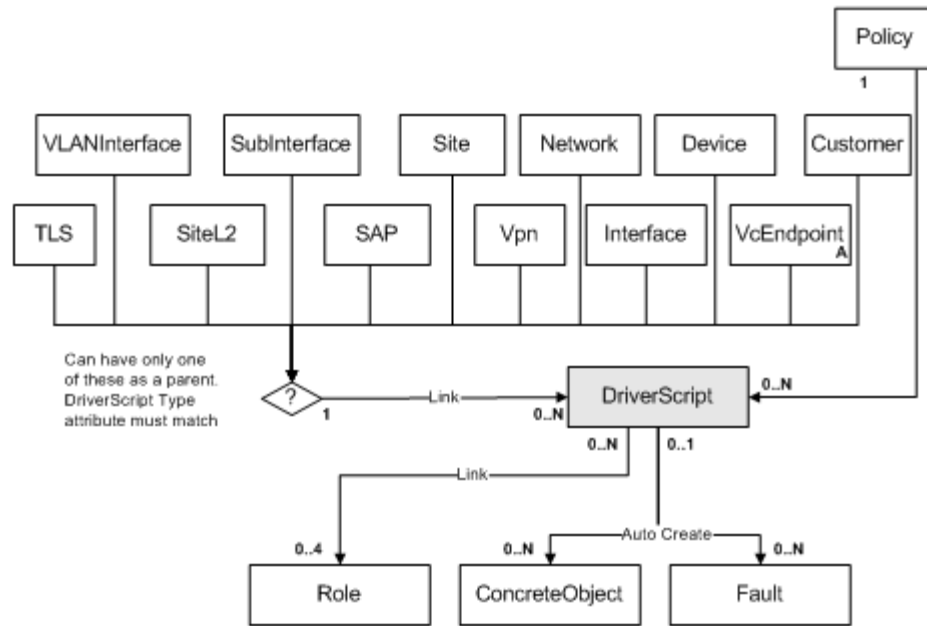 Policy
1
VLANInterface
SubInterface
Site
Network
Device
Customer
TLS
SiteL2
SAP
Vpn
Interface
VcEndpoint
A
Can have only one
of these as a parent.
DriverScript Type
attribute must match
?
1
Link
0..N
DriverScript
0..N
0..N
0..1
Link
Auto Create
0..4
0..N
0..N
Role
ConcreteObject
Fault